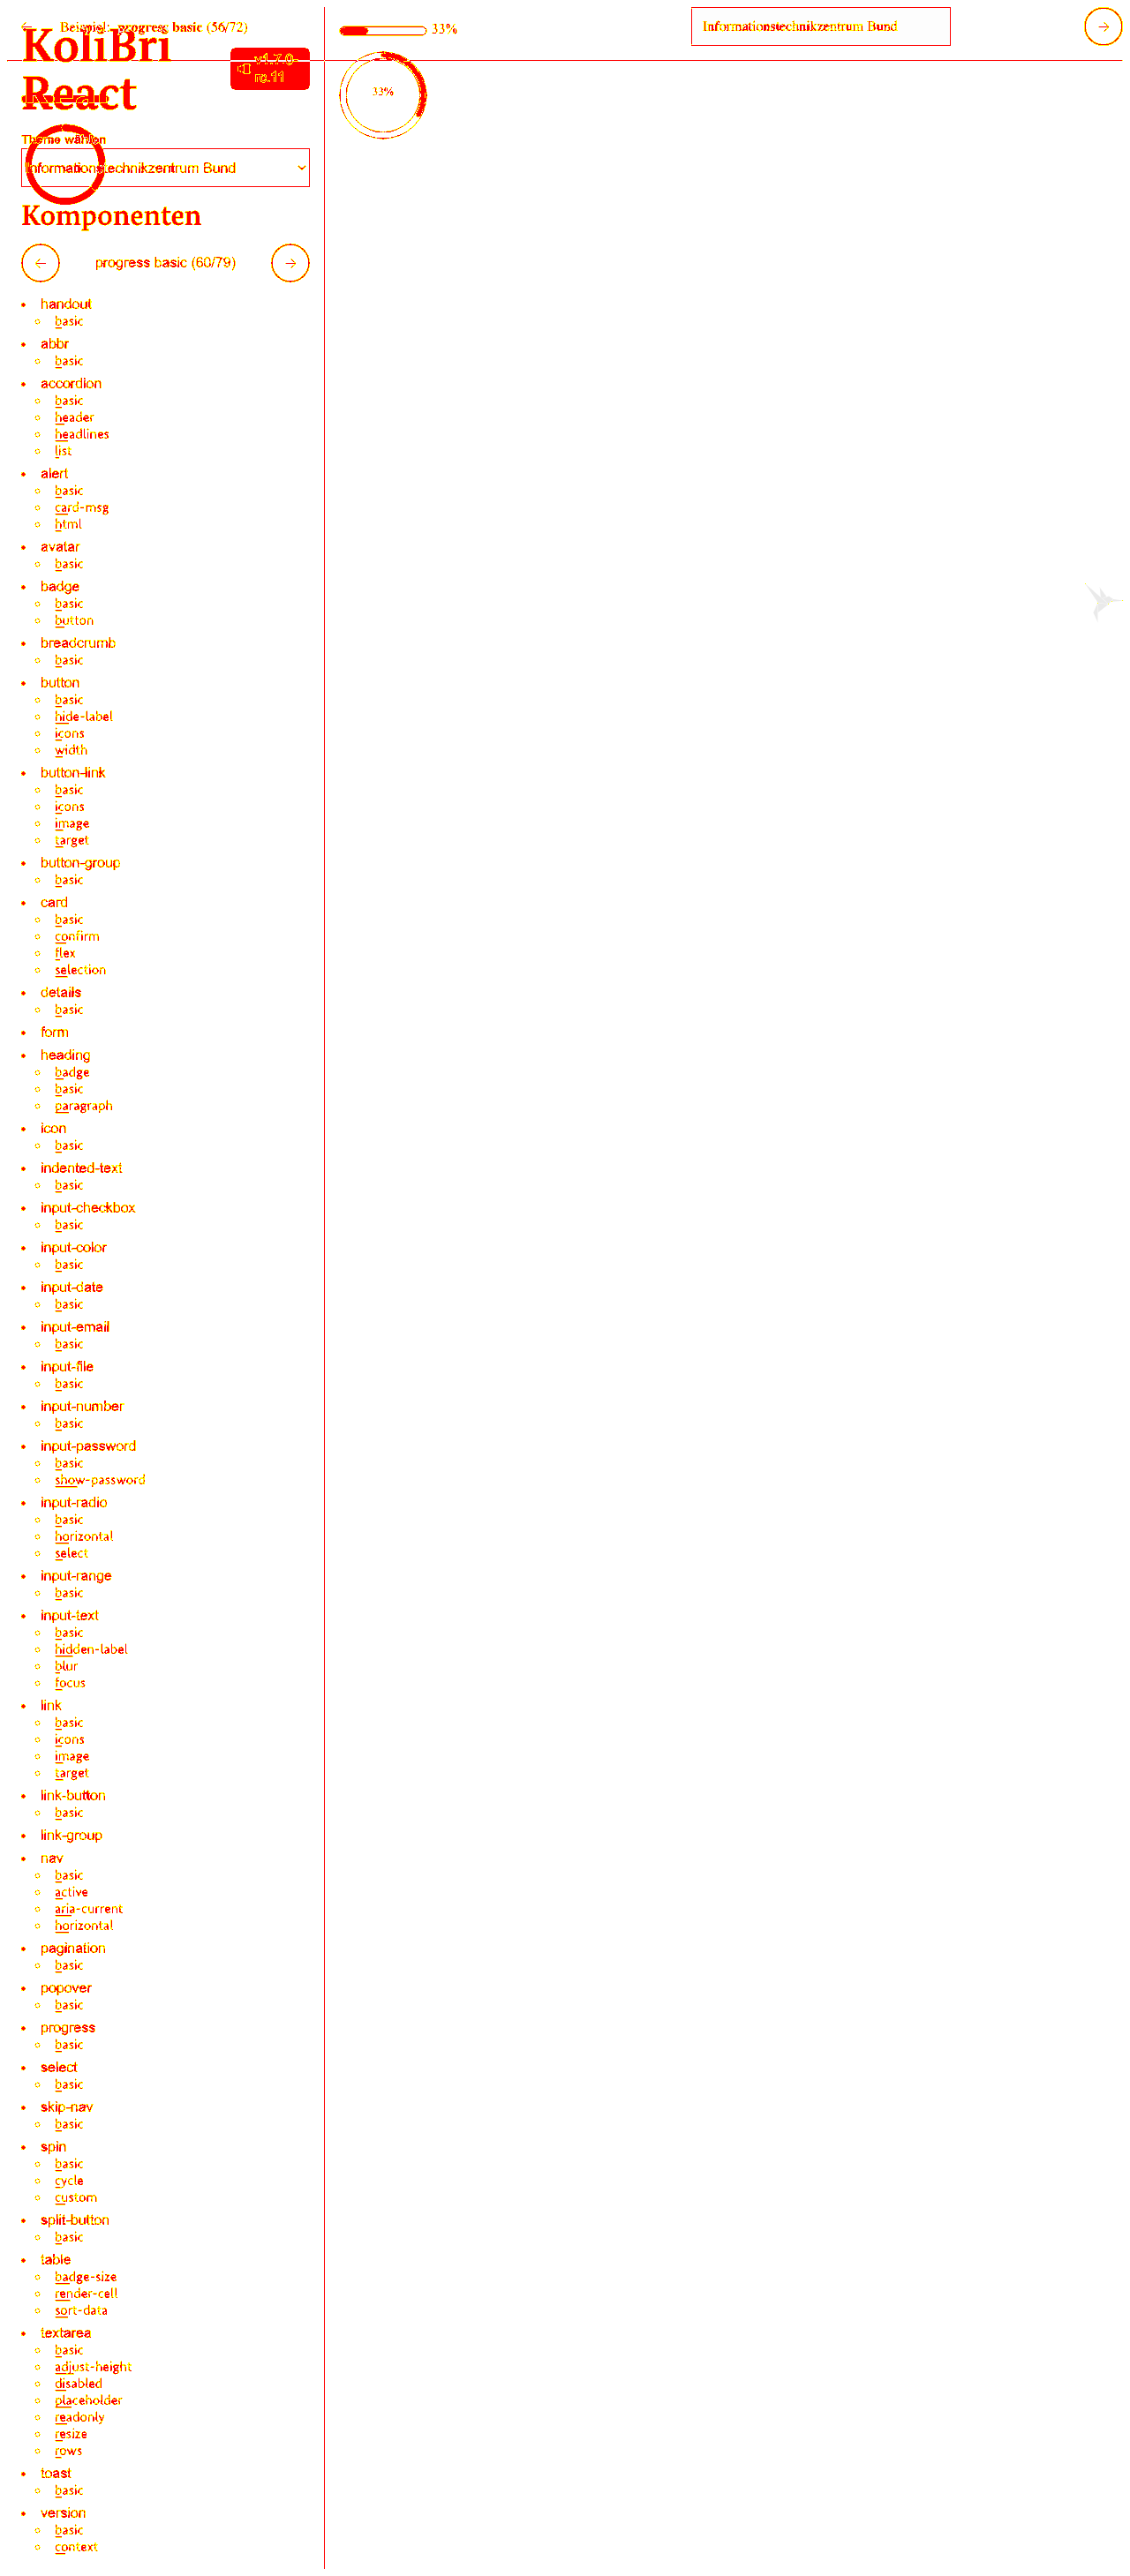 Beispiel: progress basic (56/72)
33%
Informationstechnikzentrum Bund
KoliBri
React
v1.7.0-
rc.11
33%
Theme wählen
Informationstechnikzentrum Bund
Komponenten
progress basic (60/79)
handout
basic
abbr
basic
accordion
basic
header
headlines
list
alert
basic
card-msg
html
avatar
basic
badge
basic
button
breadcrumb
basic
button
basic
hide-label
icons
width
button-link
basic
icons
image
target
button-group
basic
card
basic
confirm
flex
selection
details
basic
form
heading
badge
basic
paragraph
icon
basic
indented-text
basic
input-checkbox
basic
input-color
basic
input-date
basic
input-email
basic
input-file
basic
input-number
basic
input-password
basic
show-password
input-radio
basic
horizontal
select
input-range
basic
input-text
basic
hidden-label
blur
focus
link
basic
icons
image
target
link-button
basic
link-group
nav
basic
active
aria-current
horizontal
pagination
basic
popover
basic
progress
basic
select
basic
skip-nav
basic
spin
basic
cycle
custom
split-button
basic
table
badge-size
render-cell
sort-data
textarea
basic
adjust-height
disabled
placeholder
readonly
resize
rows
toast
basic
version
basic
context